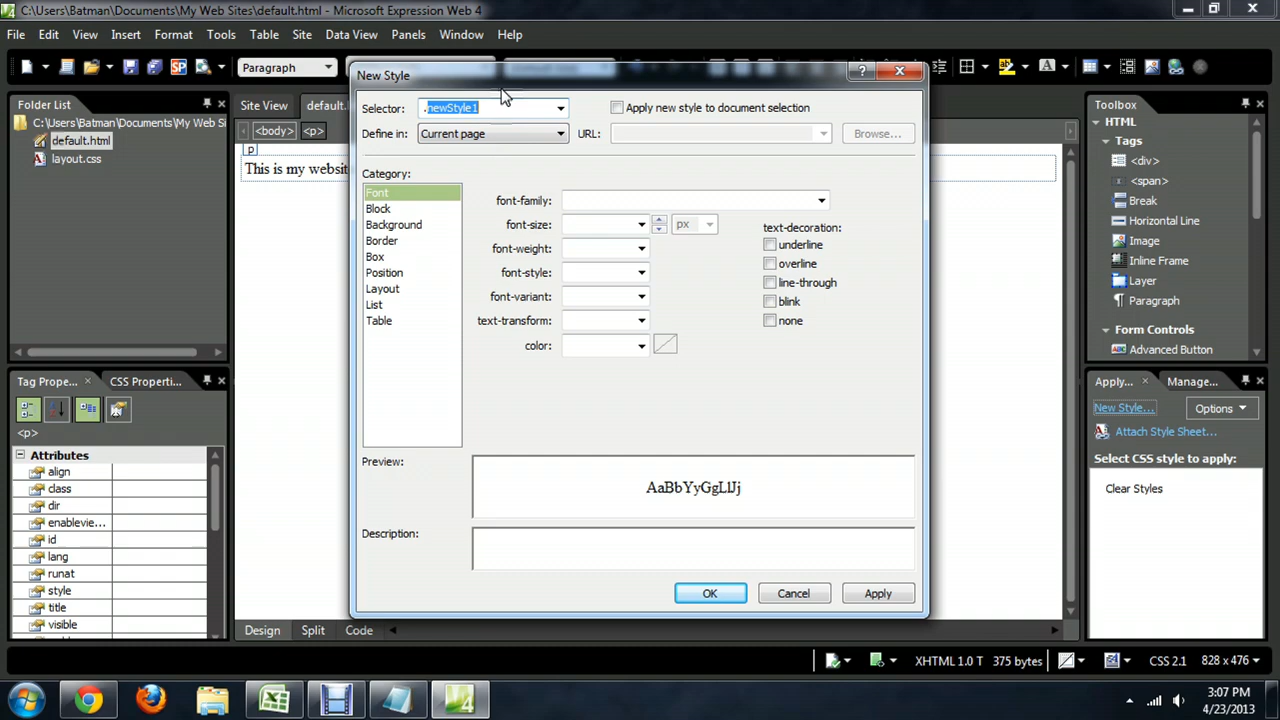 C:\Users\Batman\Documents\My Web Sites\default.html - Microsoft Expression Web 4
File Edit View Insert Format Tools Table Site Data View Panels Window Help
Paragraph
New Style
Folder List
C:\Users\Batman\Documents\My Web Si
default.html
layout.css
Site View default.
<body> <p>
p
This is my websit
Selector: .newStyle1
Apply new style to document selection
Define in: Current page URL: Browse...
Category:
Font
Block
Background
Border
Box
Position
Layout
List
Table
font-family:
font-size: px
font-weight:
font-style:
font-variant:
text-transform:
color:
text-decoration:
underline
overline
line-through
blink
none
Preview:
AaBbYyGgLlJj
Description:
OK Cancel Apply
Toolbox
HTML
Tags
<div>
<span>
Break
Horizontal Line
Image
Inline Frame
Layer
Paragraph
Form Controls
Advanced Button
Tag Prope... CSS Properti...
<p>
Attributes
align
class
dir
enablevie...
id
lang
runat
style
title
visible
Apply... Manage...
New Style... Options
Attach Style Sheet...
Select CSS style to apply:
Clear Styles
Design Split Code
XHTML 1.0 T 375 bytes CSS 2.1 828 x 476
3:07 PM
4/23/2013